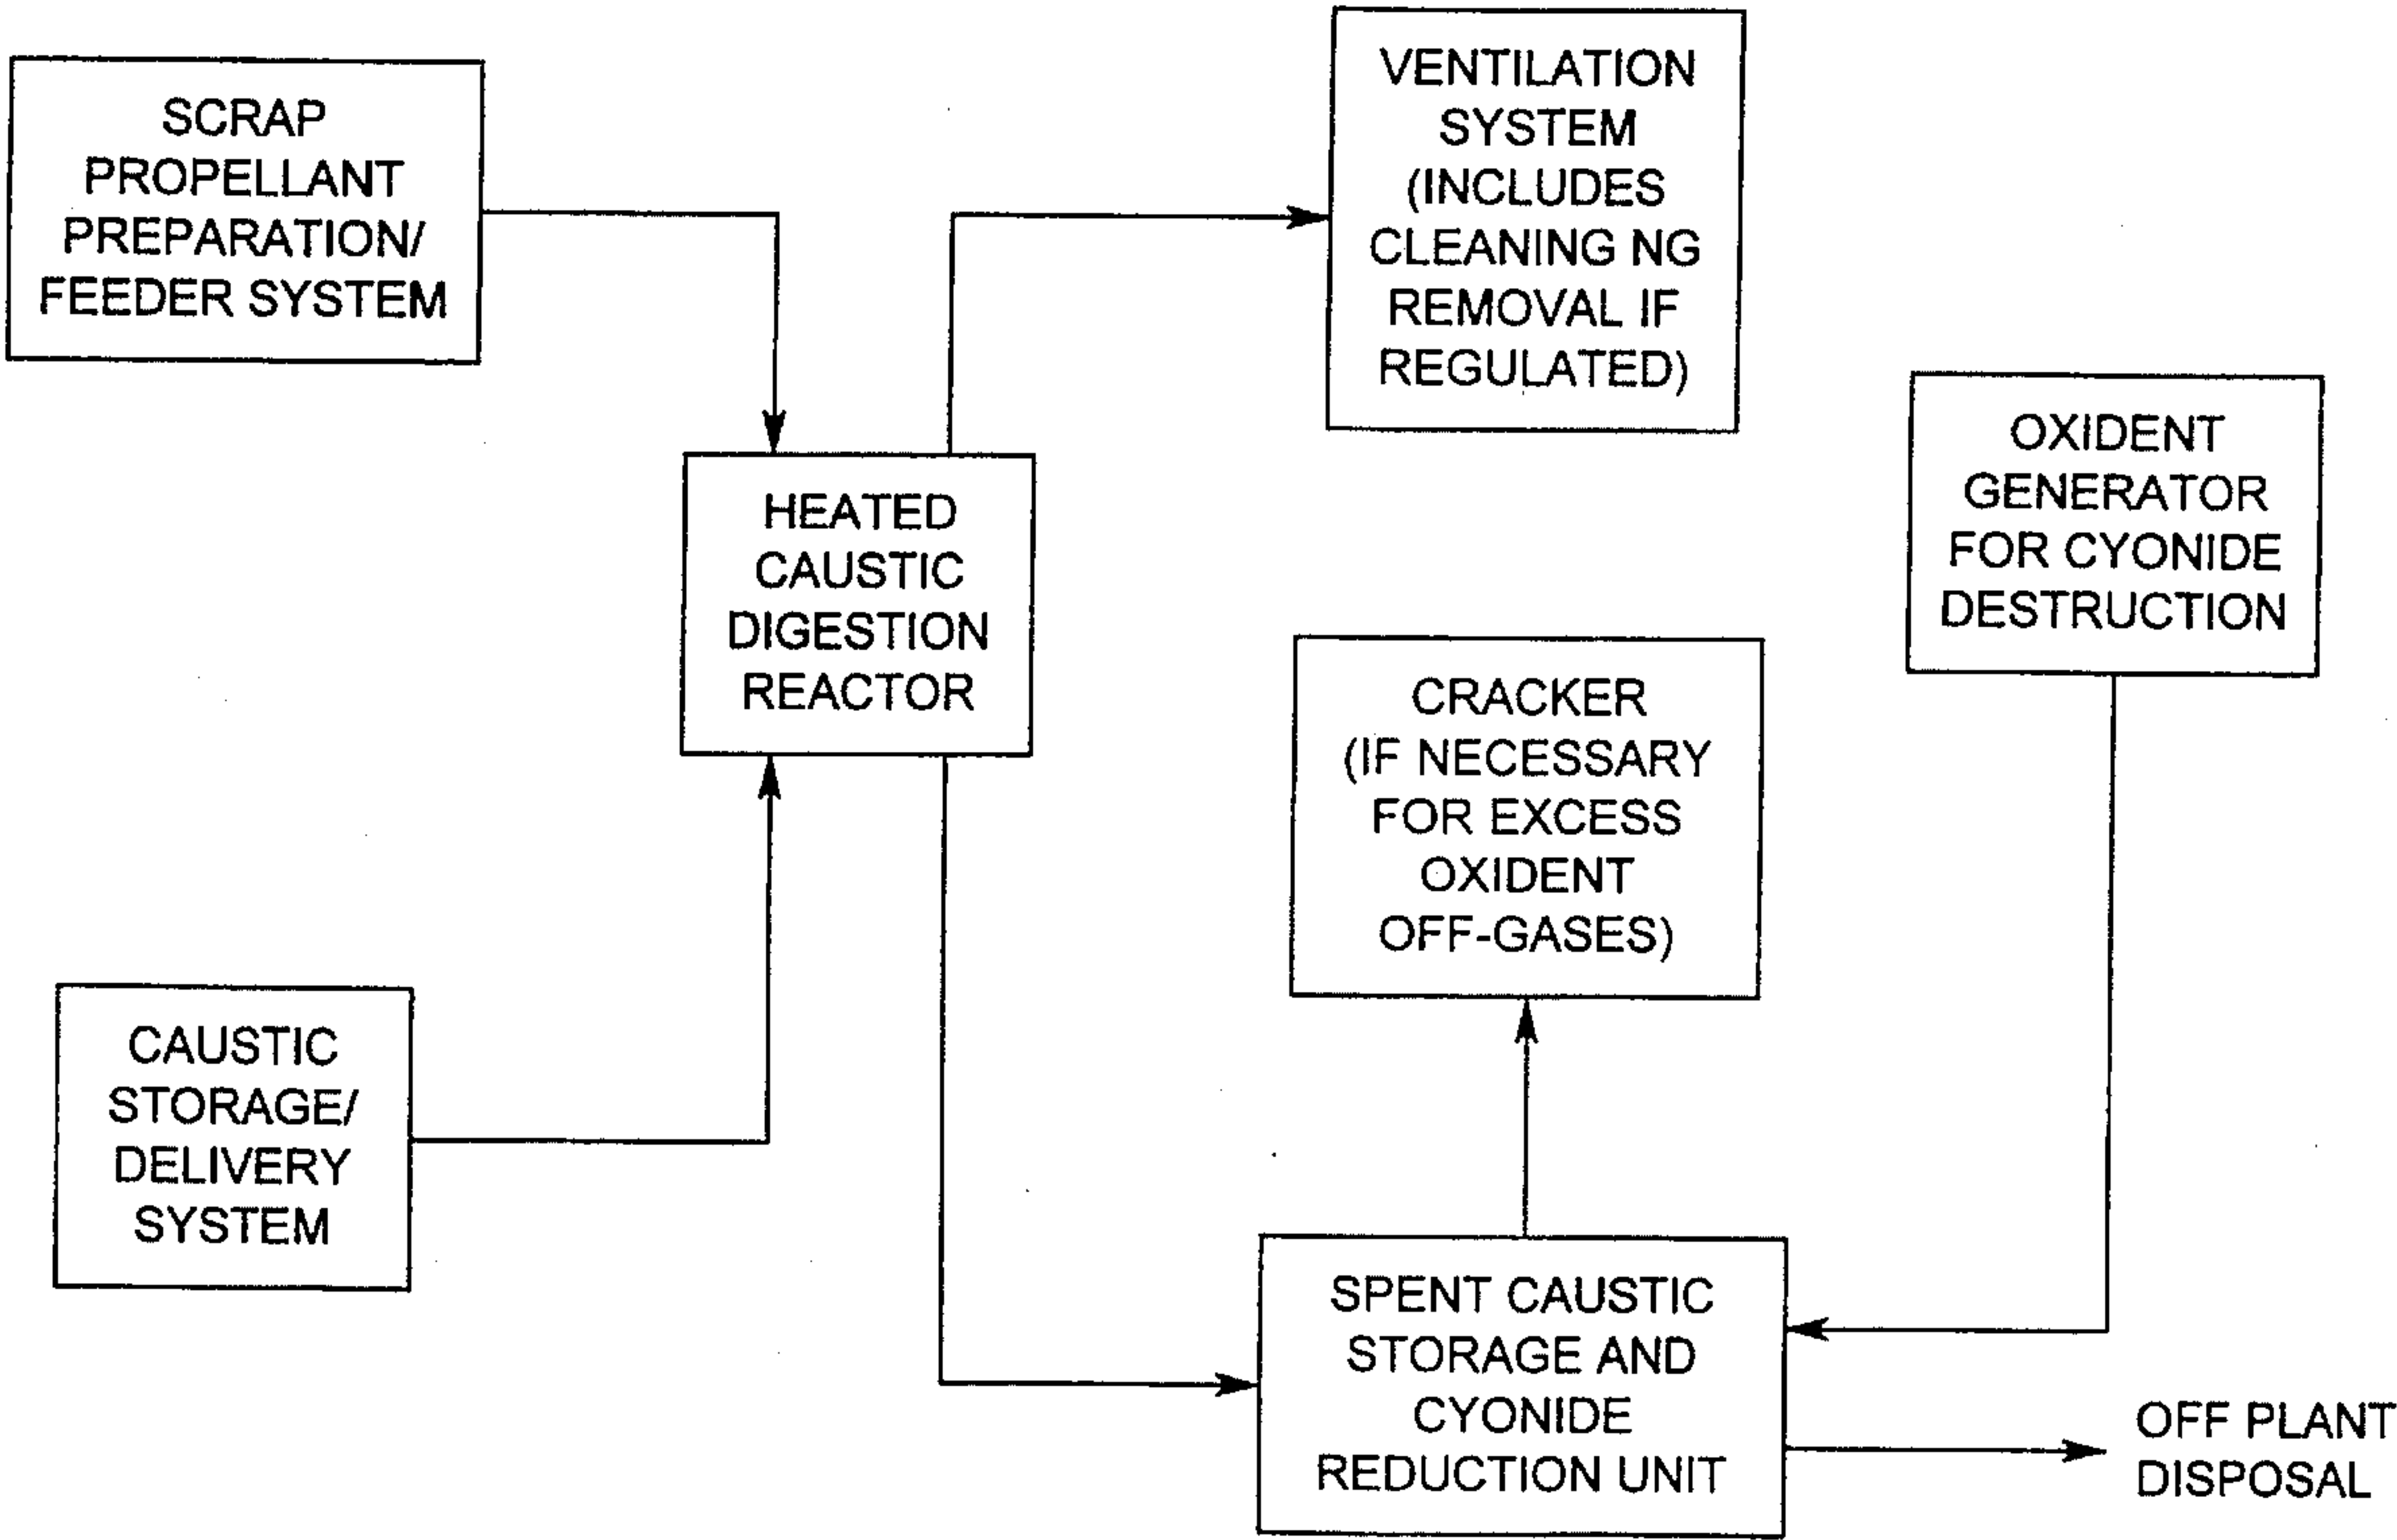 SCRAP
PROPELLANT
PREPARATION/
FEEDER SYSTEM
VENTILATION
SYSTEM
(INCLUDES
CLEANING NG
REMOVAL IF
REGULATED)
HEATED
CAUSTIC
DIGESTION
REACTOR
OXIDENT
GENERATOR
FOR CYONIDE
DESTRUCTION
CRACKER
(IF NECESSARY
FOR EXCESS
OXIDENT
OFF-GASES)
CAUSTIC
STORAGE/
DELIVERY
SYSTEM
SPENT CAUSTIC
STORAGE AND
CYONIDE
REDUCTION UNIT
OFF PLANT
DISPOSAL